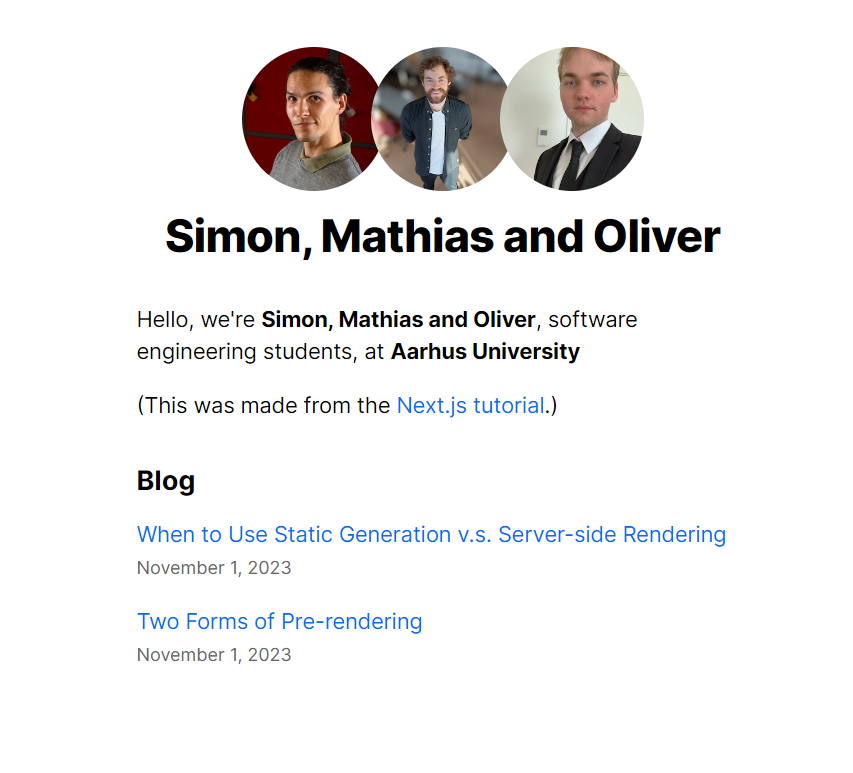 Simon, Mathias and Oliver
Hello, we're Simon, Mathias and Oliver, software
engineering students, at Aarhus University
(This was made from the Next.js tutorial.)
Blog
When to Use Static Generation v.s. Server-side Rendering
November 1, 2023
Two Forms of Pre-rendering
November 1, 2023